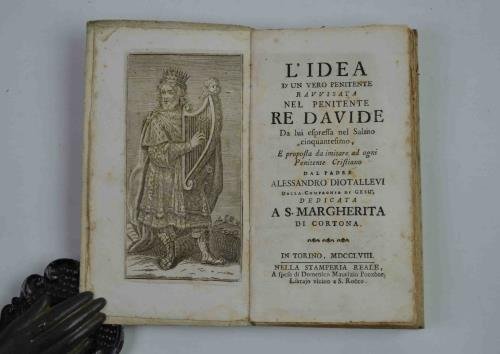 L'IDEA
D' UN VERO PENITENTE
RAVVISATA
NEL PENITENTE
RE DAVIDE
Da lui espressa nel Salmo
cinquantesimo,
E proposta da imitare ad ogni
Penitente Cristiano
DAL PADRE
ALESSANDRO DIOTALLEVI
DELLA COMPAGNIA DI GESU',
DEDICATA
A S. MARGHERITA
DI CORTONA.
IN TORINO, MDCCLVIII.
NELLA STAMPERIA REALE,
A spese di Domenico Maurizio Ponzone,
Librajo vicino a S. Rocco.